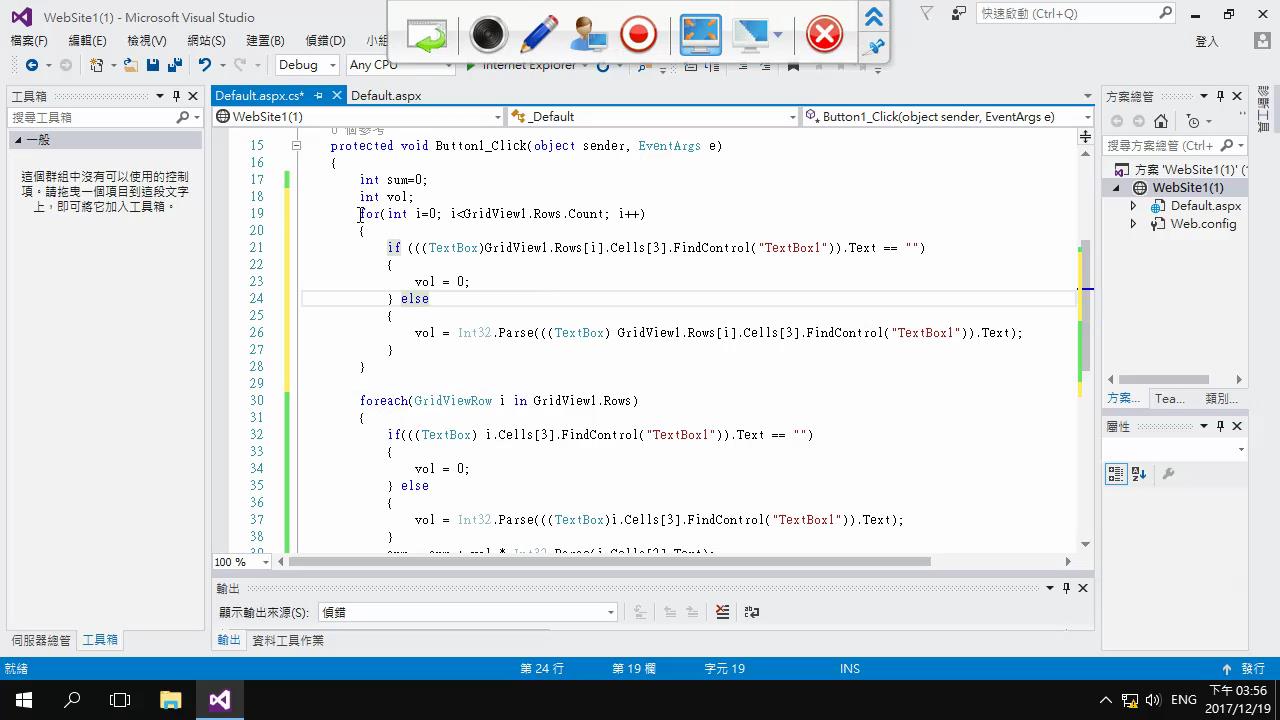 WebSite1 - Microsoft Visual Studio
快速啟動 (Ctrl+Q)
編輯(E)
視(V)
站(S)
建置(B)
偵錯(D)
小組
登入
Debug
Any CPU
Internet Explorer
工具箱
搜尋工具箱
一般
這個群組中沒有可以使用的控制
項。請拖曳一個項目到這段文字
上，即可將它加入工具箱。
伺服器總管
工具箱
Default.aspx.cs*
Default.aspx
WebSite1(1)
_Default
Button1_Click(object sender, EventArgs e)
0 個參考
15 protected void Button1_Click(object sender, EventArgs e)
16 {
17 int sum=0;
18 int vol;
19 for(int i=0; i<GridView1.Rows.Count; i++)
20 {
21 if (((TextBox)GridView1.Rows[i].Cells[3].FindControl("TextBox1")).Text == "")
22 {
23 vol = 0;
24 } else
25 {
26 vol = Int32.Parse(((TextBox) GridView1.Rows[i].Cells[3].FindControl("TextBox1")).Text);
27 }
28 }
29
30 foreach(GridViewRow i in GridView1.Rows)
31 {
32 if(((TextBox) i.Cells[3].FindControl("TextBox1")).Text == "")
33 {
34 vol = 0;
35 } else
36 {
37 vol = Int32.Parse(((TextBox)i.Cells[3].FindControl("TextBox1")).Text);
38 }
100 %
輸出
顯示輸出來源(S):
偵錯
輸出
資料工具作業
方案總管
搜尋方案總管 (Ctrl+
方案 'WebSite1(1)' (
WebSite1(1)
Default.aspx
Web.config
方案...
Tea...
類別...
屬性
就緒
第 24 行
第 19 欄
字元 19
INS
發行
ENG
下午 03:56
2017/12/19